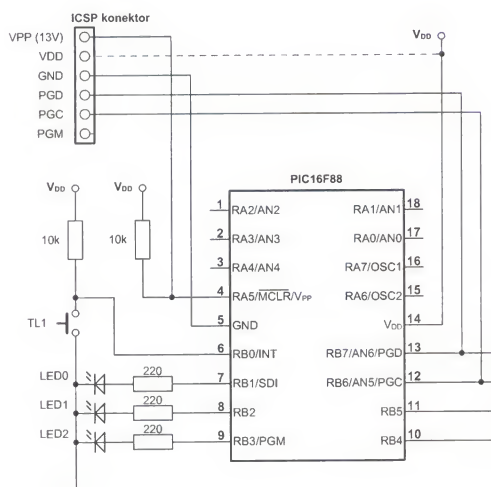 ICSP konektor
VPP (13V)
VDD
GND
PGD
PGC
PGM
VDD
PIC16F88
VDD
VDD
10k
10k
1
RA2/AN2
RA1/AN1
18
2
RA3/AN3
RA0/AN0
17
3
RA4/AN4
RA7/OSC1
16
4
RA5/MCLR/VPP
RA6/OSC2
15
5
GND
VDD
14
TL1
6
RB0/INT
RB7/AN6/PGD
13
LED0
220
7
RB1/SDI
RB6/AN5/PGC
12
LED1
220
8
RB2
RB5
11
LED2
220
9
RB3/PGM
RB4
10